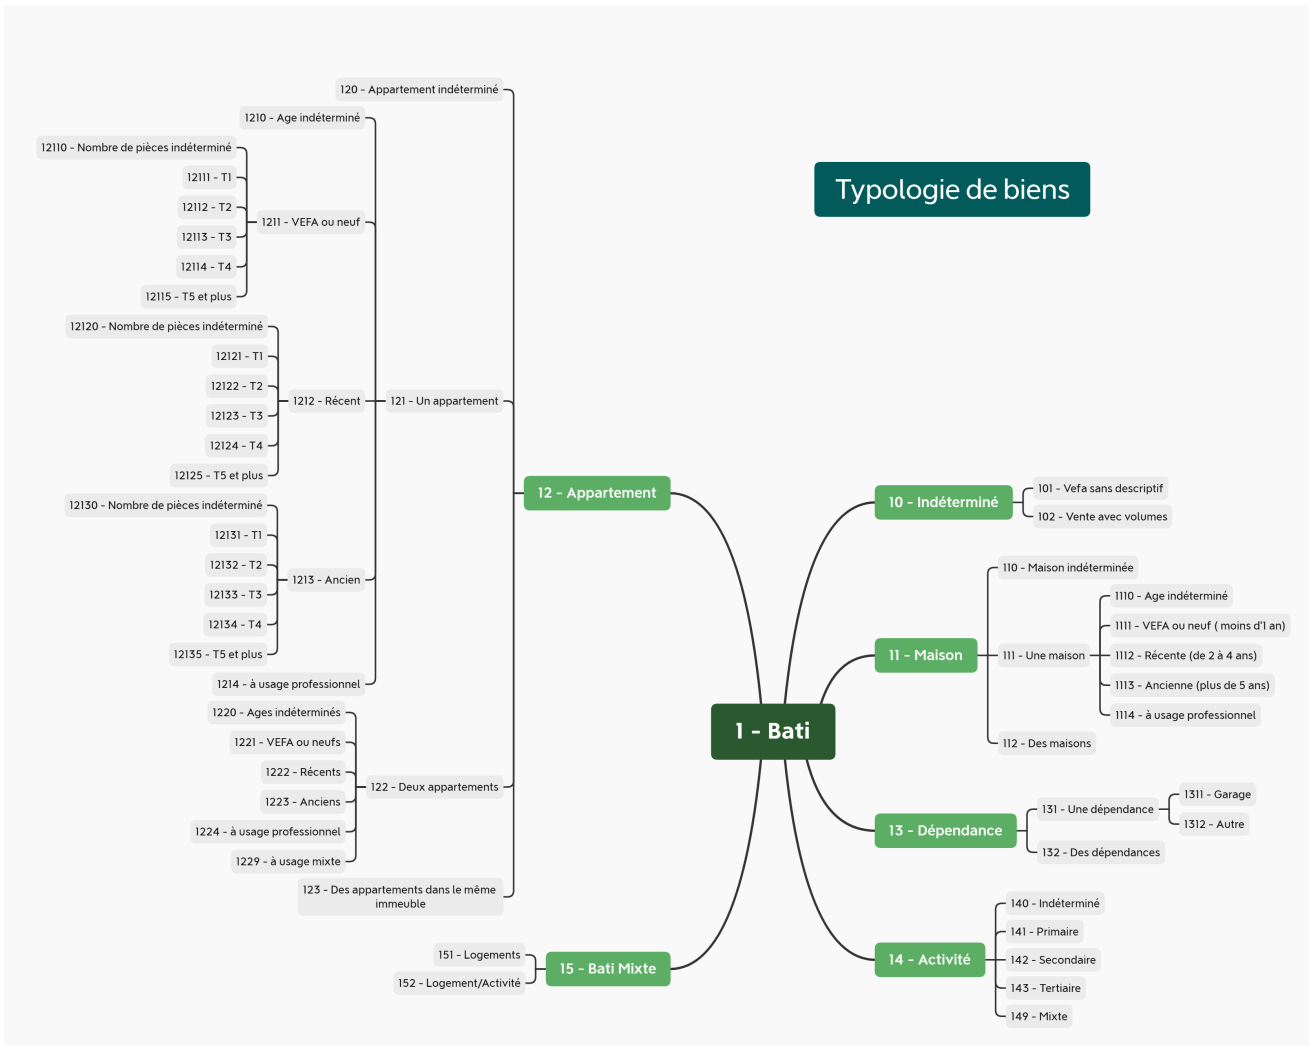 Typologie de biens
1 - Bati
12 - Appartement
120 - Appartement indéterminé
121 - Un appartement
1210 - Age indéterminé
1211 - VEFA ou neuf
12110 - Nombre de pièces indéterminé
12111 - T1
12112 - T2
12113 - T3
12114 - T4
12115 - T5 et plus
1212 - Récent
12120 - Nombre de pièces indéterminé
12121 - T1
12122 - T2
12123 - T3
12124 - T4
12125 - T5 et plus
1213 - Ancien
12130 - Nombre de pièces indéterminé
12131 - T1
12132 - T2
12133 - T3
12134 - T4
12135 - T5 et plus
1214 - à usage professionnel
122 - Deux appartements
1220 - Ages indéterminés
1221 - VEFA ou neufs
1222 - Récents
1223 - Anciens
1224 - à usage professionnel
1229 - à usage mixte
123 - Des appartements dans le même
immeuble
15 - Bati Mixte
151 - Logements
152 - Logement/Activité
10 - Indéterminé
101 - Vefa sans descriptif
102 - Vente avec volumes
11 - Maison
110 - Maison indéterminée
111 - Une maison
1110 - Age indéterminé
1111 - VEFA ou neuf ( moins d'1 an)
1112 - Récente (de 2 à 4 ans)
1113 - Ancienne (plus de 5 ans)
1114 - à usage professionnel
112 - Des maisons
13 - Dépendance
131 - Une dépendance
1311 - Garage
1312 - Autre
132 - Des dépendances
14 - Activité
140 - Indéterminé
141 - Primaire
142 - Secondaire
143 - Tertiaire
149 - Mixte